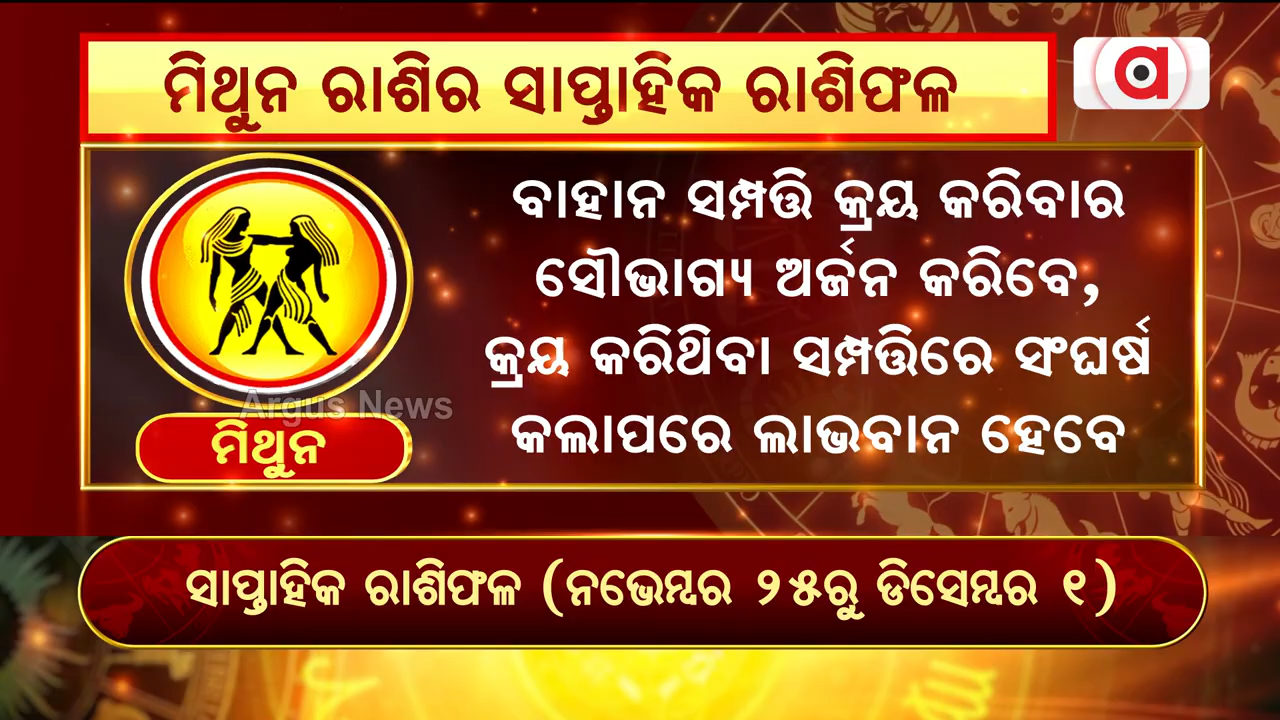 ମିଥୁନ ରାଶିର ସାପ୍ତାହିକ ରାଶିଫଳ
a
ବାହାନ ସମ୍ପତ୍ତି କ୍ରୟ କରିବାର
ସୌଭାଗ୍ୟ ଅର୍ଜନ କରିବେ,
କ୍ରୟ କରିଥିବା ସମ୍ପତ୍ତିରେ ସଂଘର୍ଷ
କଳାପରେ ଲାଭବାନ ହେବେ
Argus News
ମିଥୁନ
ସାପ୍ତାହିକ ରାଶିଫଳ (ନଭେମ୍ବର ୨୫ରୁ ଡିସେମ୍ବର ୧)